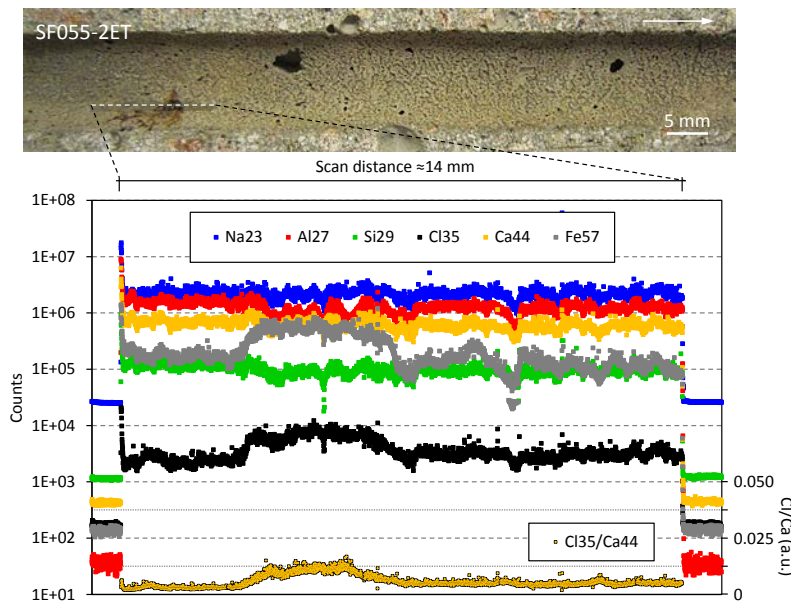 SF055-2ET
5 mm
Scan distance ≈14 mm
1E+08
1E+07
1E+06
1E+05
1E+04
1E+03
1E+02
1E+01
Counts
Na23 Al27 Si29 Cl35 Ca44 Fe57
0.050
0.025
0
Cl/Ca (a.u.)
Cl35/Ca44